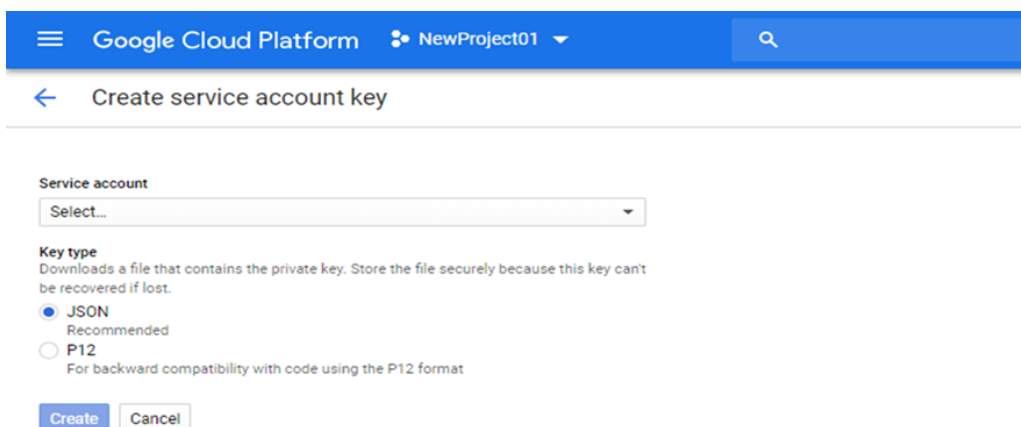 Google Cloud Platform NewProject01
Create service account key
Service account
Select...
Key type
Downloads a file that contains the private key. Store the file securely because this key can't
be recovered if lost.
JSON
Recommended
P12
For backward compatibility with code using the P12 format
Create Cancel